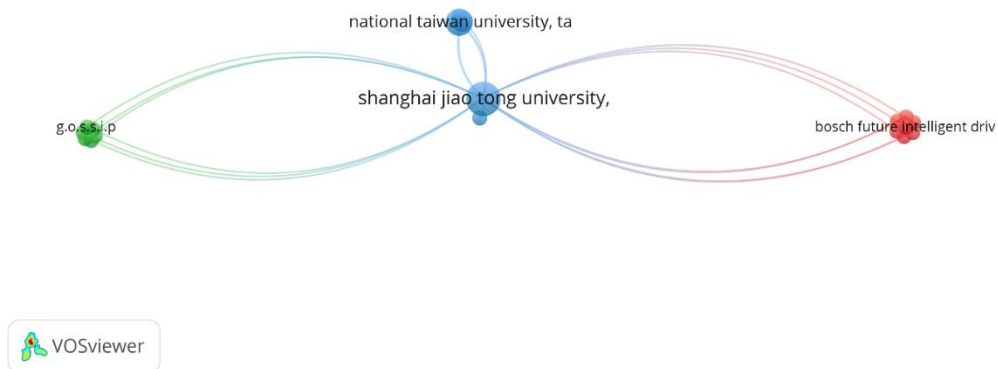 national taiwan university, ta
shanghai jiao tong university,
g.o.s.s.i.p
bosch future intelligent driv
VOSviewer